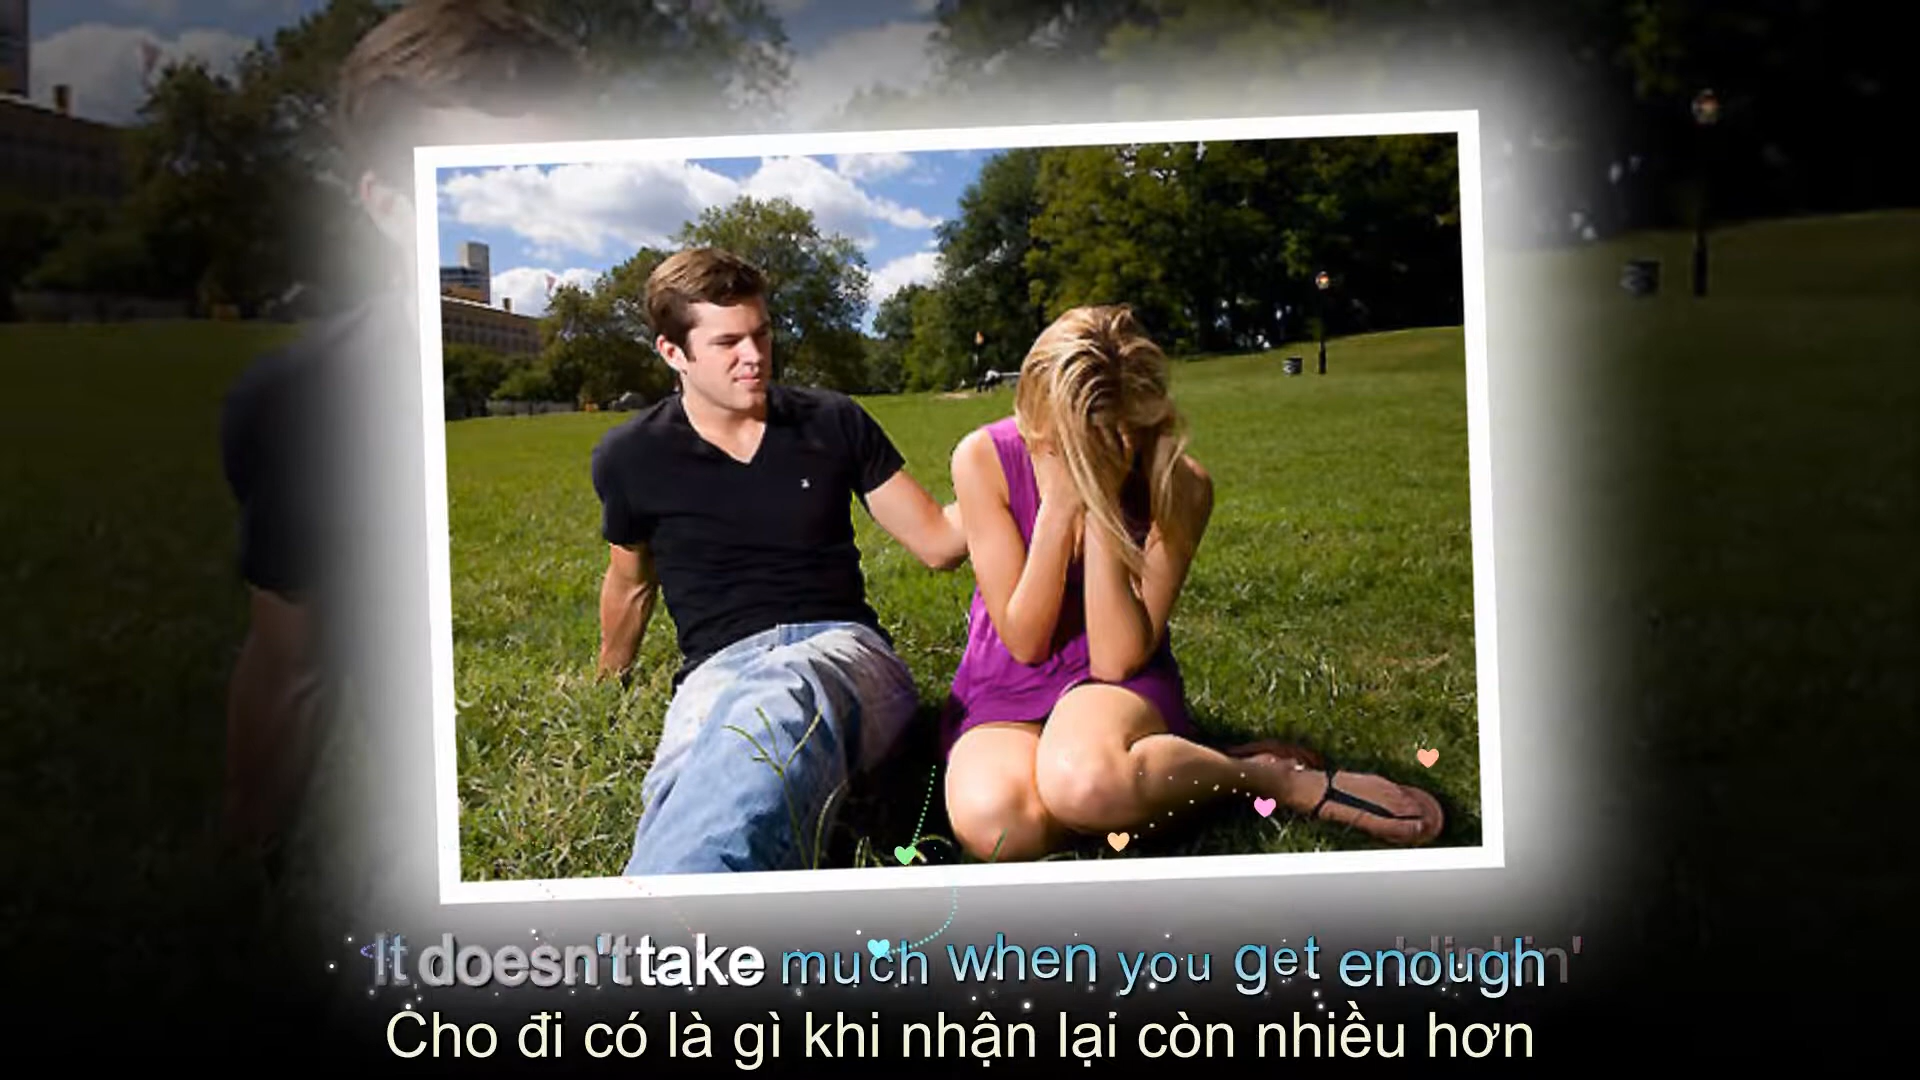 It doesn't take much when you get enough
Cho đi có là gì khi nhận lại còn nhiều hơn